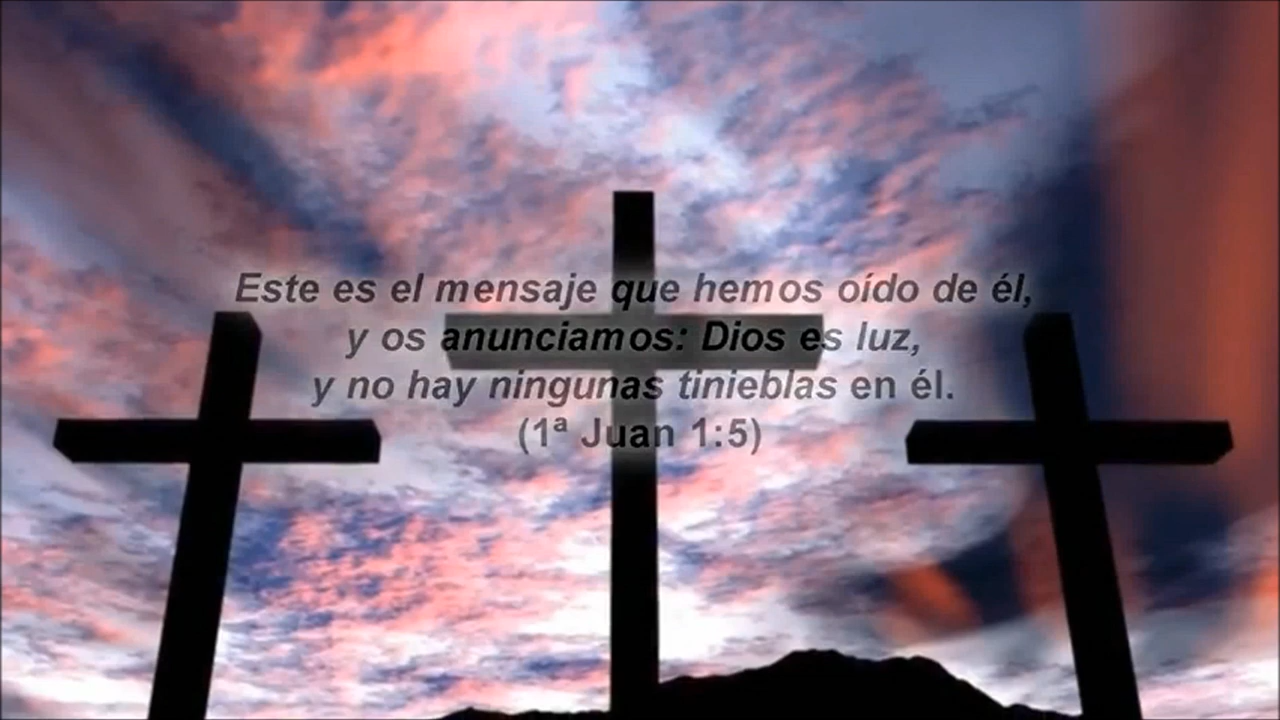 Este es el mensaje que hemos oído de él,
y os anunciamos: Dios es luz,
y no hay ningunas tinieblas en él.
(1ª Juan 1:5)